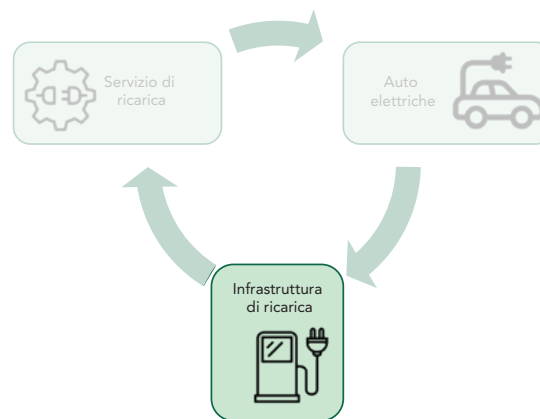 Servizio di
ricarica
Auto
elettriche
Infrastruttura
di ricarica